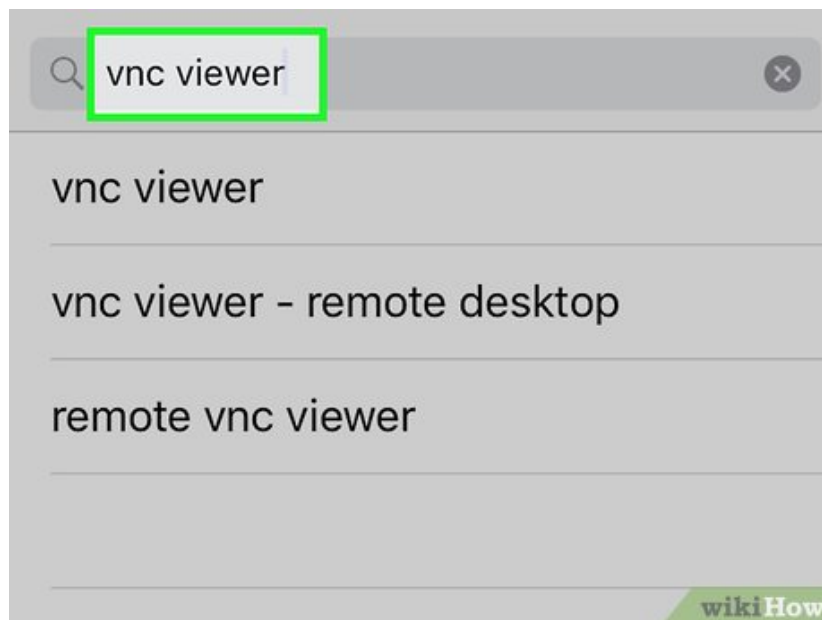 vnc viewer
vnc viewer
vnc viewer - remote desktop
remote vnc viewer
wikiHow